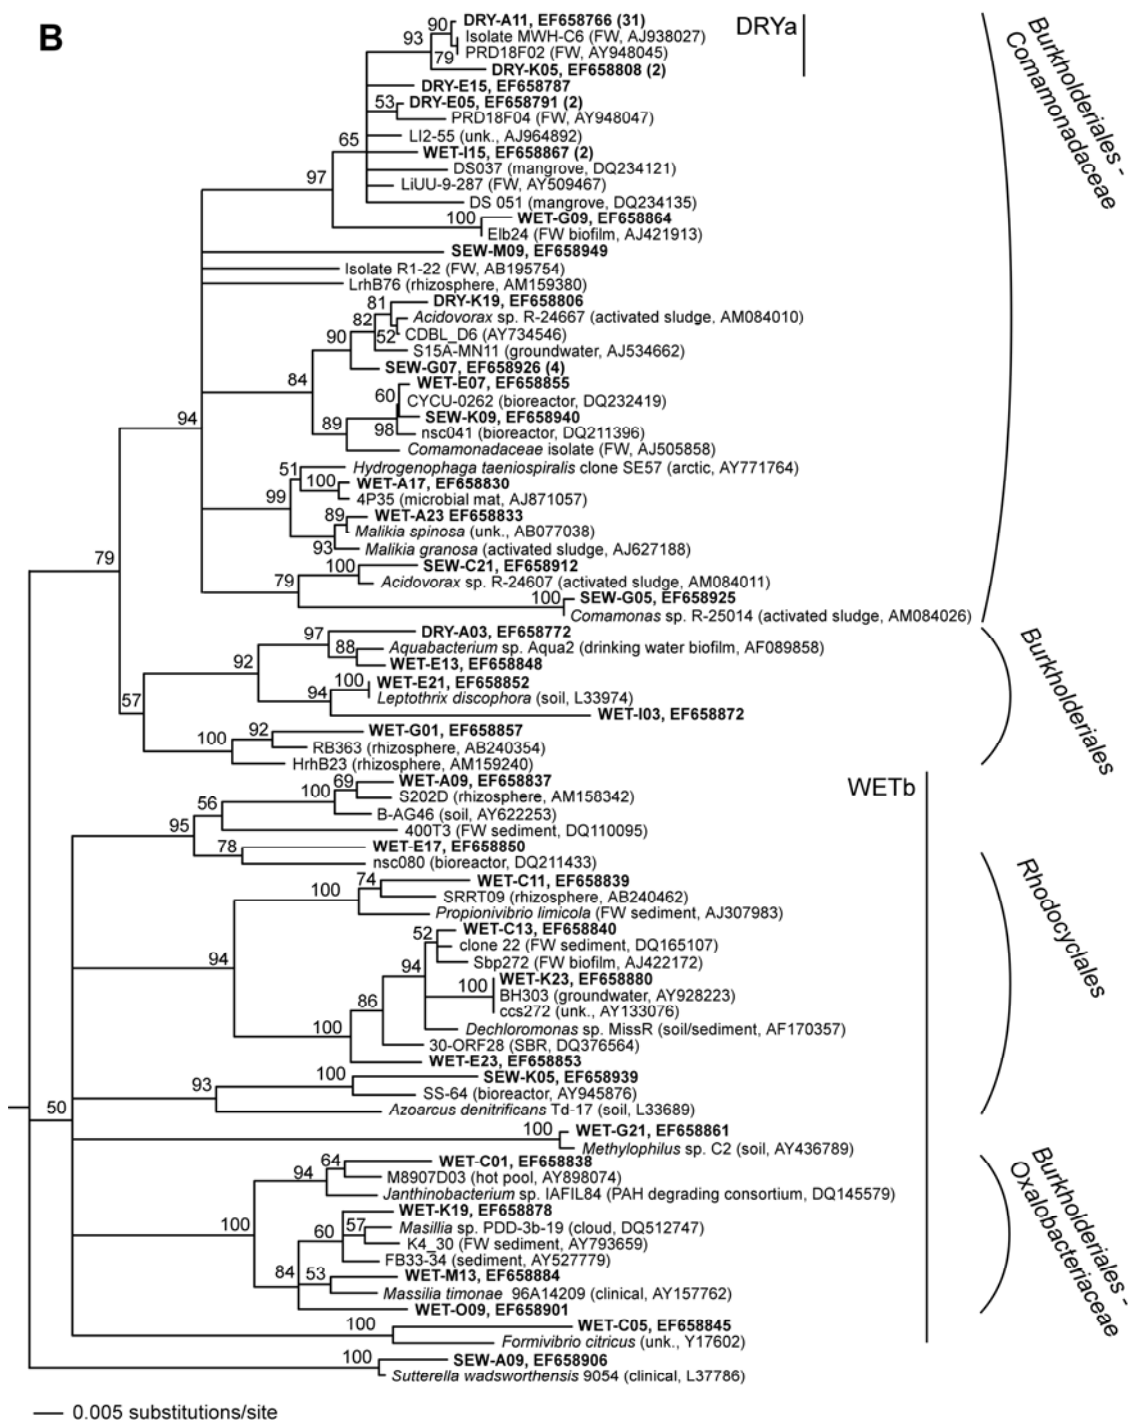 B
DRYa
Burkholderiales -
Comamonadaceae
90
DRY-A11, EF658766 (31)
93
Isolate MWH-C6 (FW, AJ938027)
PRD18F02 (FW, AY948045)
79
DRY-K05, EF658808 (2)
DRY-E15, EF658787
53
DRY-E05, EF658791 (2)
PRD18F04 (FW, AY948047)
65
LI2-55 (unk., AJ964892)
WET-I15, EF658867 (2)
DS037 (mangrove, DQ234121)
97
LiUU-9-287 (FW, AY509467)
DS 051 (mangrove, DQ234135)
100
WET-G09, EF658864
Elb24 (FW biofilm, AJ421913)
SEW-M09, EF658949
Isolate R1-22 (FW, AB195754)
LrhB76 (rhizosphere, AM159380)
81
DRY-K19, EF658806
82
Acidovorax sp. R-24667 (activated sludge, AM084010)
90
52
CDBL_D6 (AY734546)
S15A-MN11 (groundwater, AJ534662)
SEW-G07, EF658926 (4)
84
WET-E07, EF658855
60
CYCU-0262 (bioreactor, DQ232419)
SEW-K09, EF658940
94
89
98
nsc041 (bioreactor, DQ211396)
Comamonadaceae isolate (FW, AJ505858)
51
Hydrogenophaga taeniospiralis clone SE57 (arctic, AY771764)
100
WET-A17, EF658830
99
4P35 (microbial mat, AJ871057)
89
WET-A23 EF658833
Malikia spinosa (unk., AB077038)
93
Malikia granosa (activated sludge, AJ627188)
79
100
SEW-C21, EF658912
79
Acidovorax sp. R-24607 (activated sludge, AM084011)
100
SEW-G05, EF658925
Comamonas sp. R-25014 (activated sludge, AM084026)
Burkholderiales
97
DRY-A03, EF658772
88
Aquabacterium sp. Aqua2 (drinking water biofilm, AF089858)
92
WET-E13, EF658848
100
WET-E21, EF658852
94
Leptothrix discophora (soil, L33974)
57
WET-I03, EF658872
92
WET-G01, EF658857
100
RB363 (rhizosphere, AB240354)
HrhB23 (rhizosphere, AM159240)
WETb
69
WET-A09, EF658837
100
S202D (rhizosphere, AM158342)
56
B-AG46 (soil, AY622253)
95
400T3 (FW sediment, DQ110095)
78
WET-E17, EF658850
nsc080 (bioreactor, DQ211433)
Rhodocyclales
74
WET-C11, EF658839
100
SRRT09 (rhizosphere, AB240462)
Propionivibrio limicola (FW sediment, AJ307983)
52
WET-C13, EF658840
clone 22 (FW sediment, DQ165107)
94
94
Sbp272 (FW biofilm, AJ422172)
100
WET-K23, EF658880
86
BH303 (groundwater, AY928223)
ccs272 (unk., AY133076)
100
Dechloromonas sp. MissR (soil/sediment, AF170357)
30-ORF28 (SBR, DQ376564)
WET-E23, EF658853
100
SEW-K05, EF658939
93
SS-64 (bioreactor, AY945876)
50
Azoarcus denitrificans Td-17 (soil, L33689)
100
WET-G21, EF658861
Methylophilus sp. C2 (soil, AY436789)
Burkholderiales -
Oxalobacteriaceae
64
WET-C01, EF658838
94
M8907D03 (hot pool, AY898074)
Janthinobacterium sp. IAFIL84 (PAH degrading consortium, DQ145579)
WET-K19, EF658878
100
60
57
Masillia sp. PDD-3b-19 (cloud, DQ512747)
K4_30 (FW sediment, AY793659)
FB33-34 (sediment, AY527779)
84
53
WET-M13, EF658884
Massilia timonae 96A14209 (clinical, AY157762)
WET-O09, EF658901
100
WET-C05, EF658845
Formivibrio citricus (unk., Y17602)
100
SEW-A09, EF658906
Sutterella wadsworthensis 9054 (clinical, L37786)
0.005 substitutions/site